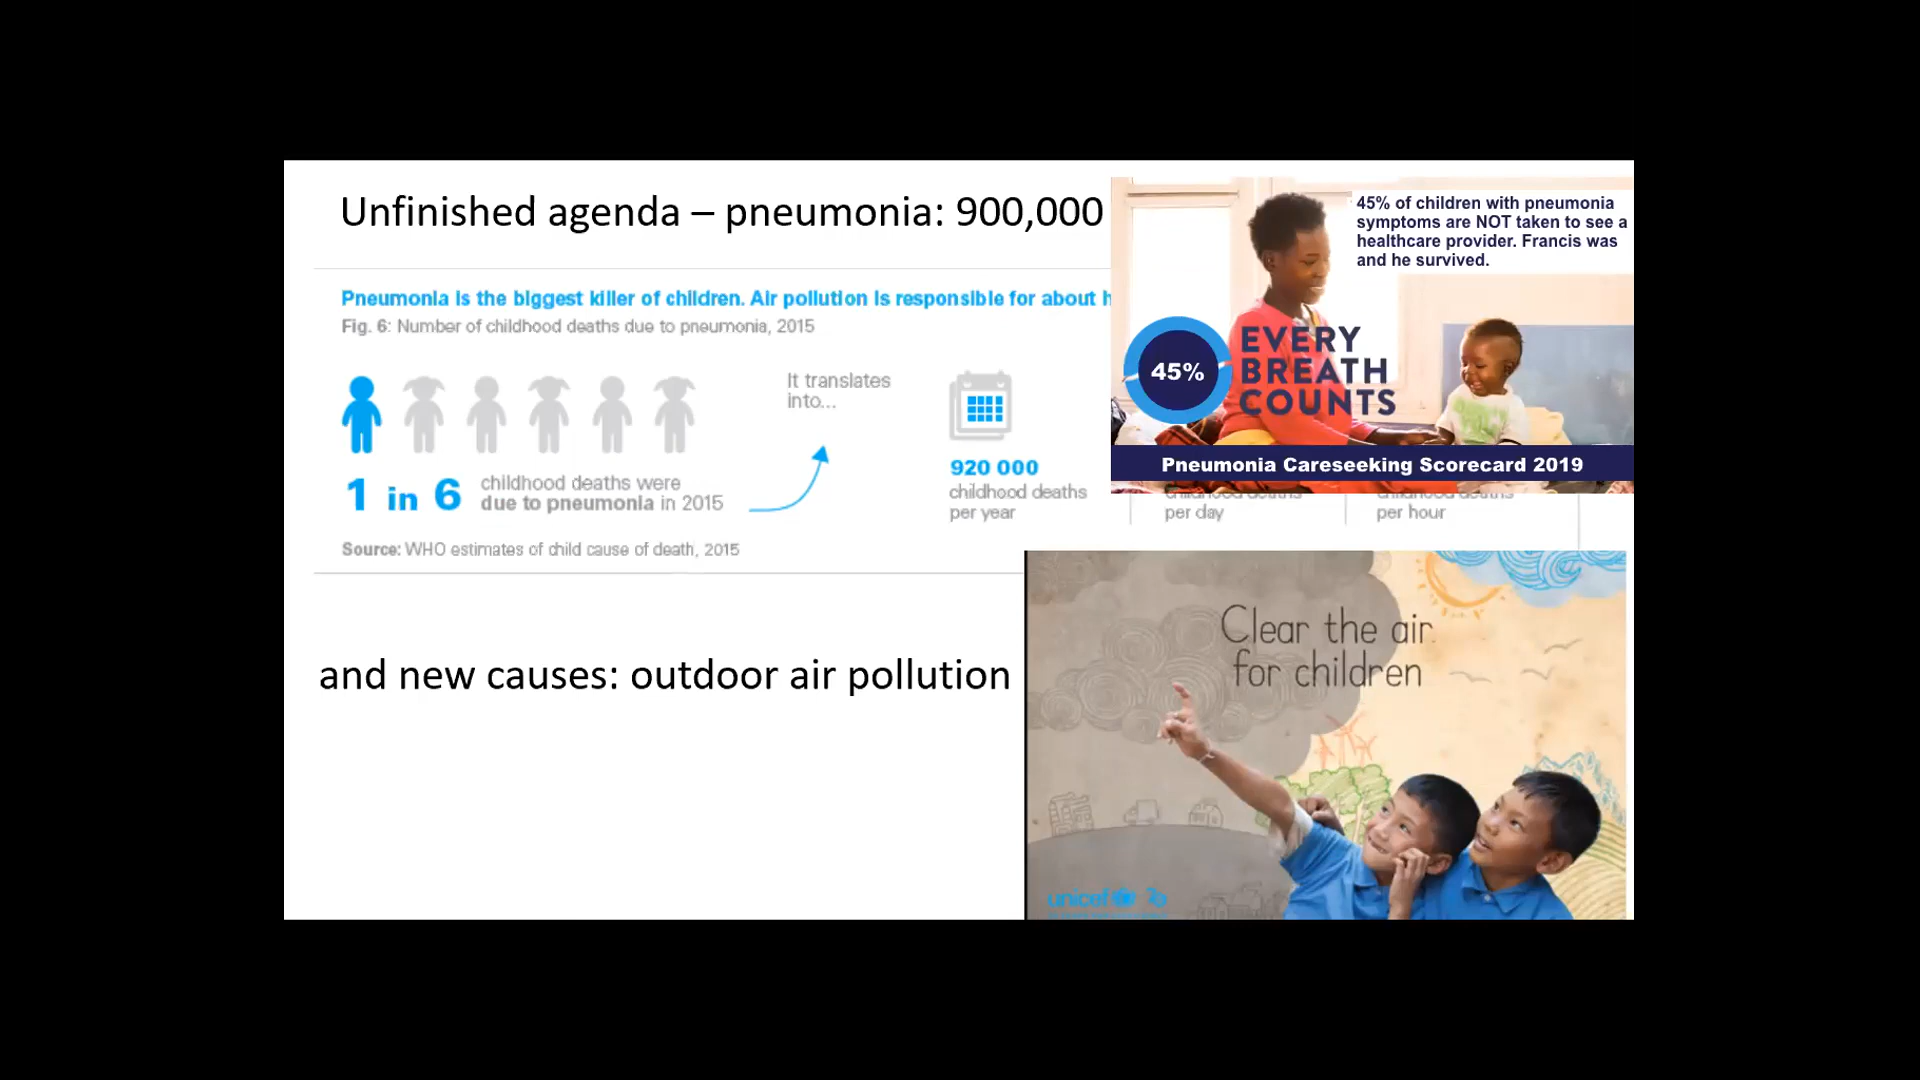 Unfinished agenda – pneumonia: 900,000
45% of children with pneumonia
symptoms are NOT taken to see a
healthcare provider. Francis was
and he survived.
Pneumonia is the biggest killer of children. Air pollution is responsible for about
Fig. 6: Number of childhood deaths due to pneumonia, 2015
45%
EVERY
BREATH
COUNTS
Pneumonia Careseeking Scorecard 2019
It translates
into...
1 in 6
childhood deaths were
due to pneumonia in 2015
920 000
childhood deaths
per year
childhood deaths
per day
childhood deaths
per hour
Source: WHO estimates of child cause of death, 2015
and new causes: outdoor air pollution
Clear the air
for children
unicef